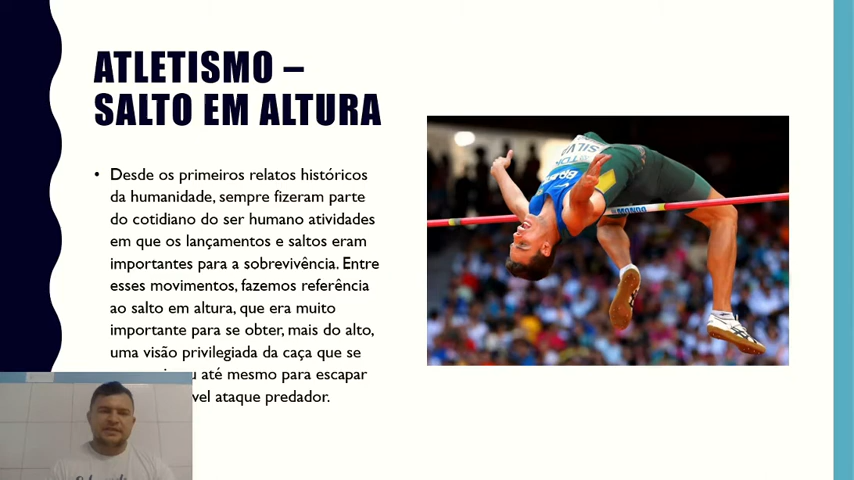 ATLETISMO –
SALTO EM ALTURA
• Desde os primeiros relatos históricos
da humanidade, sempre fizeram parte
do cotidiano do ser humano atividades
em que os lançamentos e saltos eram
importantes para a sobrevivência. Entre
esses movimentos, fazemos referência
ao salto em altura, que era muito
importante para se obter, mais do alto,
uma visão privilegiada da caça que se
até mesmo para escapar
ataque predador.
SILVA
TDK